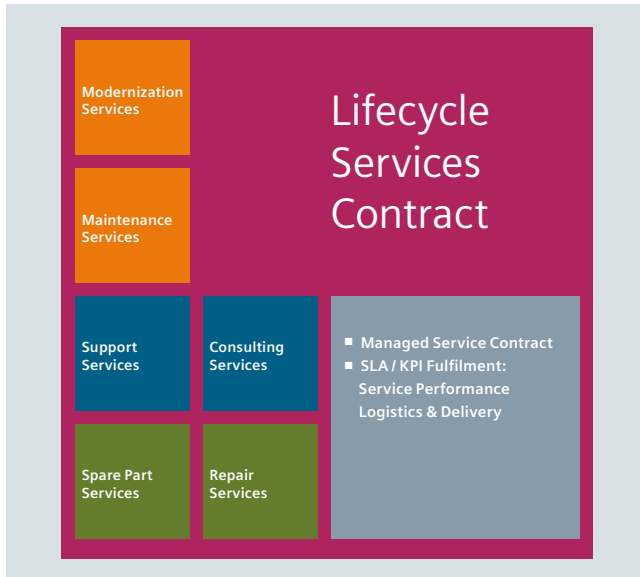 Modernization
Services
Lifecycle
Services
Contract
Maintenance
Services
Support
Services
Consulting
Services
■ Managed Service Contract
■ SLA / KPI Fulfilment:
Service Performance
Logistics & Delivery
Spare Part
Services
Repair
Services